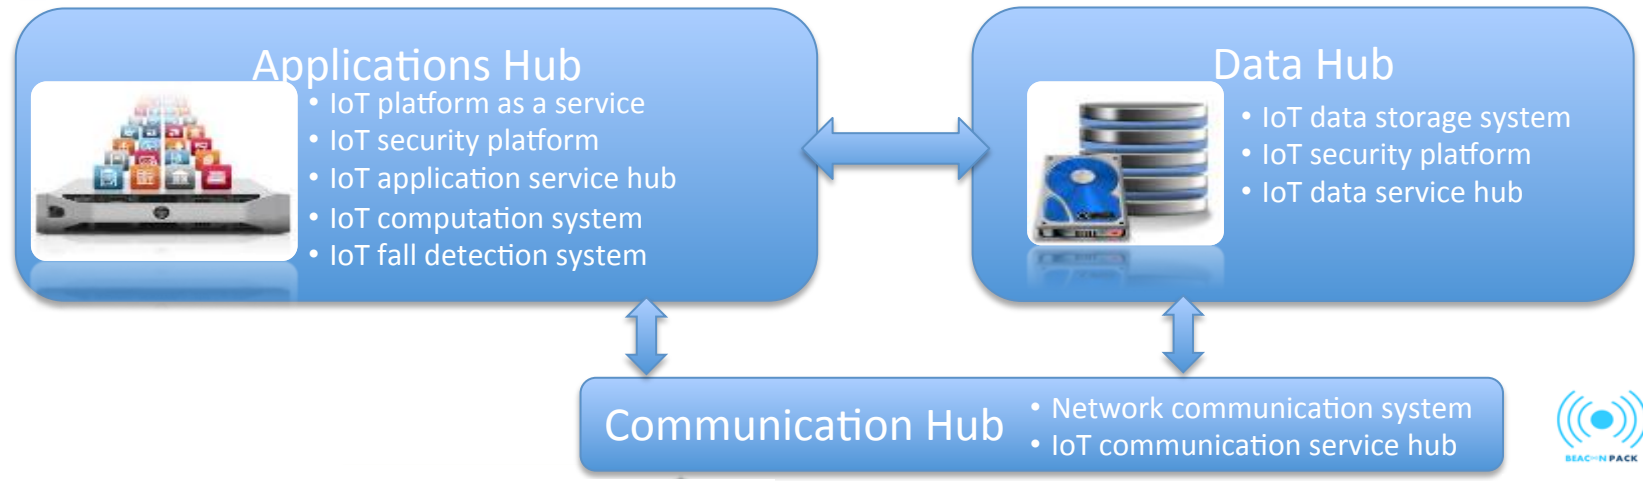 Applications Hub
• IoT platform as a service
• IoT security platform
• IoT application service hub
• IoT computation system
• IoT fall detection system
Data Hub
• IoT data storage system
• IoT security platform
• IoT data service hub
Communication Hub
• Network communication system
• IoT communication service hub
PACK